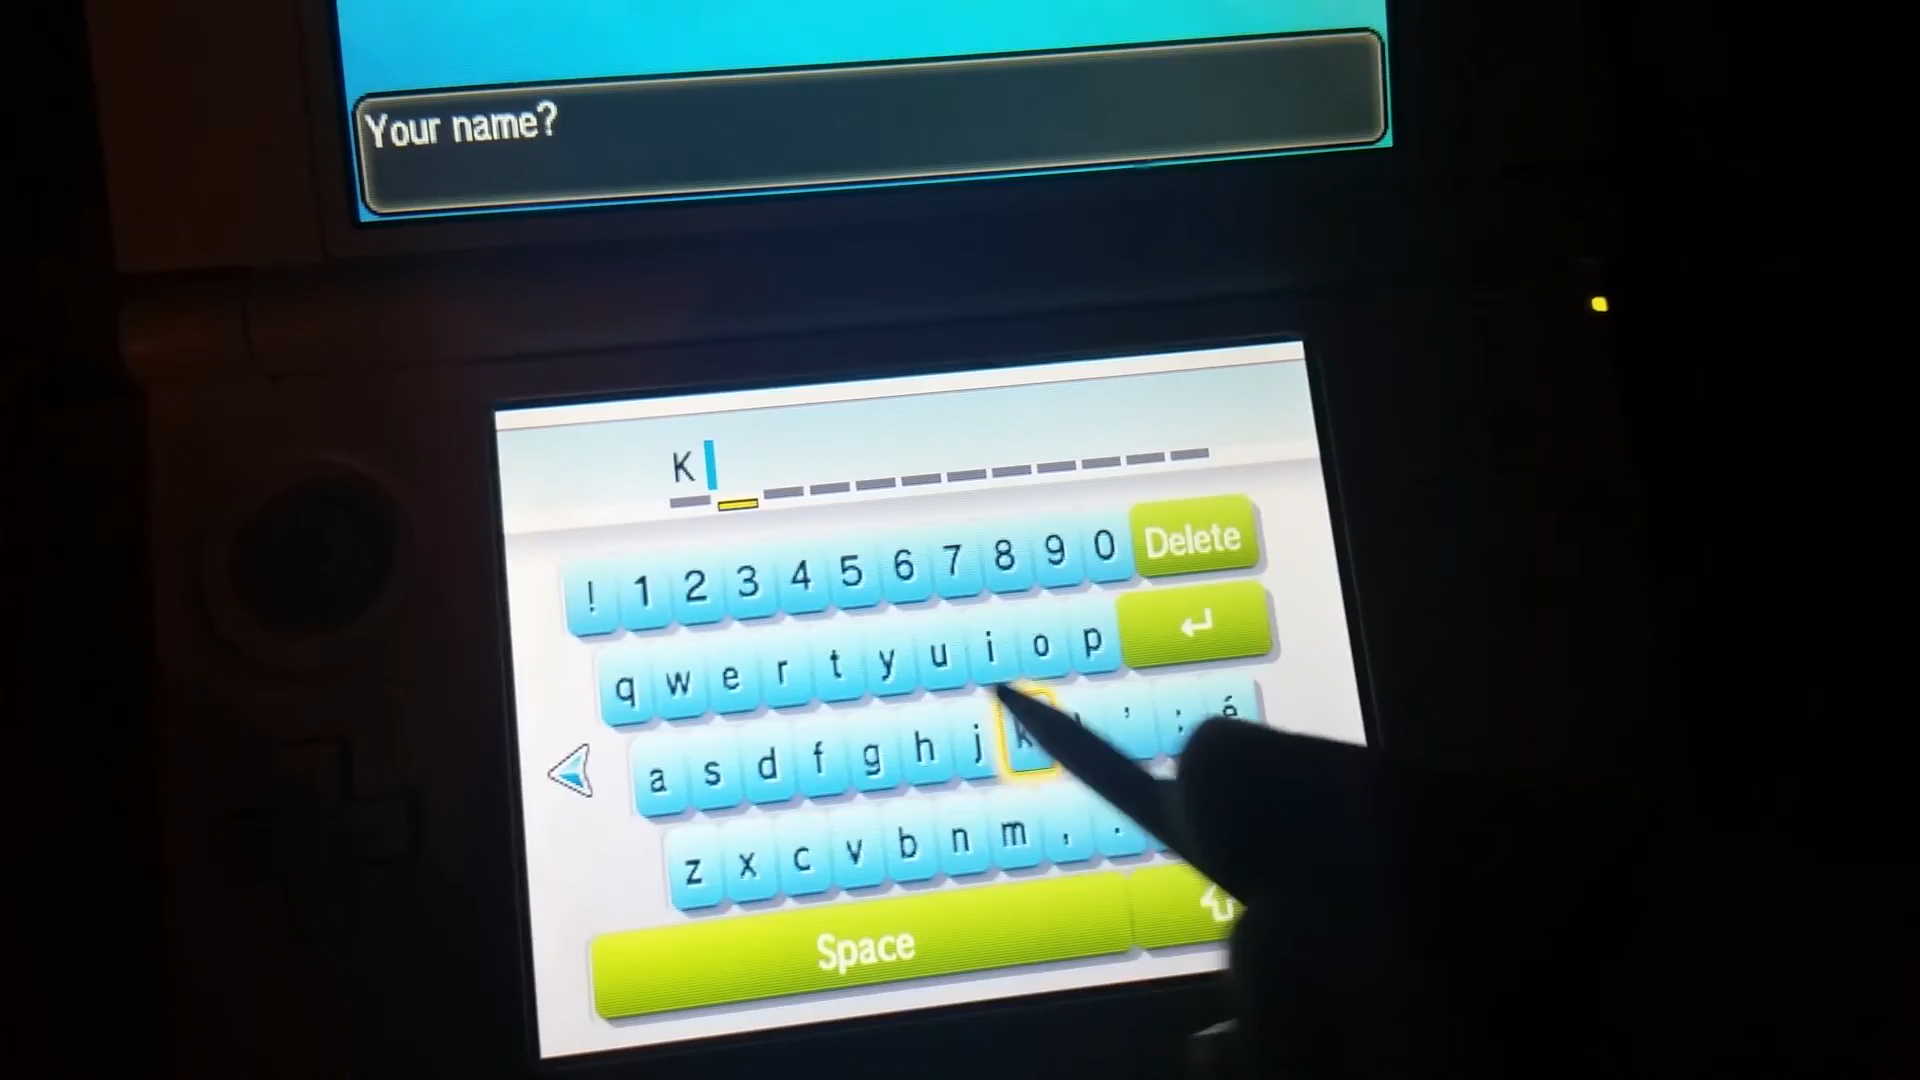 Your name?
K
! 1 2 3 4 5 6 7 8 9 0 Delete
q w e r t y u i o p
a s d f g h j k ' : é
z x c v b n m , .
Space